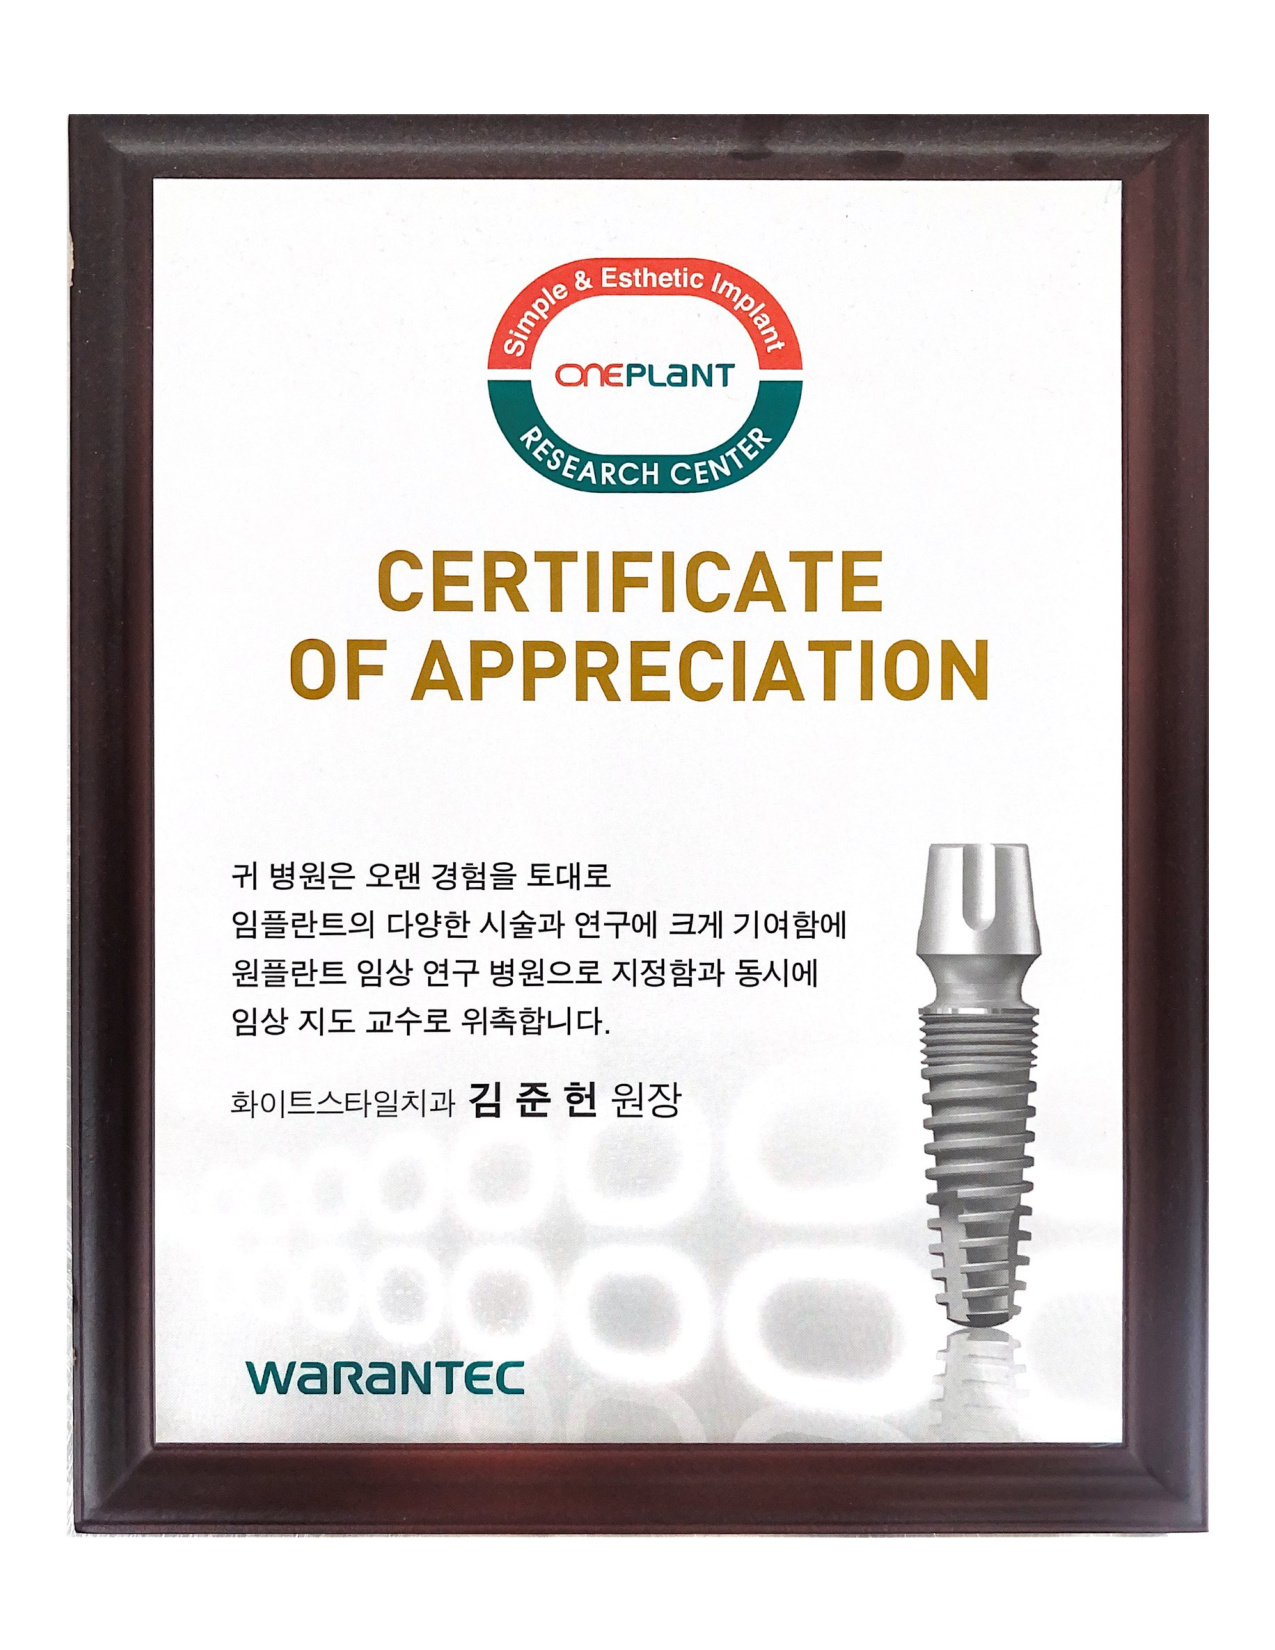 Simple & Esthetic Implant
ONEPLANT
RESEARCH CENTER
CERTIFICATE
OF APPRECIATION
귀 병원은 오랜 경험을 토대로
임플란트의 다양한 시술과 연구에 크게 기여함에
원플란트 임상 연구 병원으로 지정함과 동시에
임상 지도 교수로 위촉합니다.
화이트스타일치과 김 준 헌 원장
WARANTEC